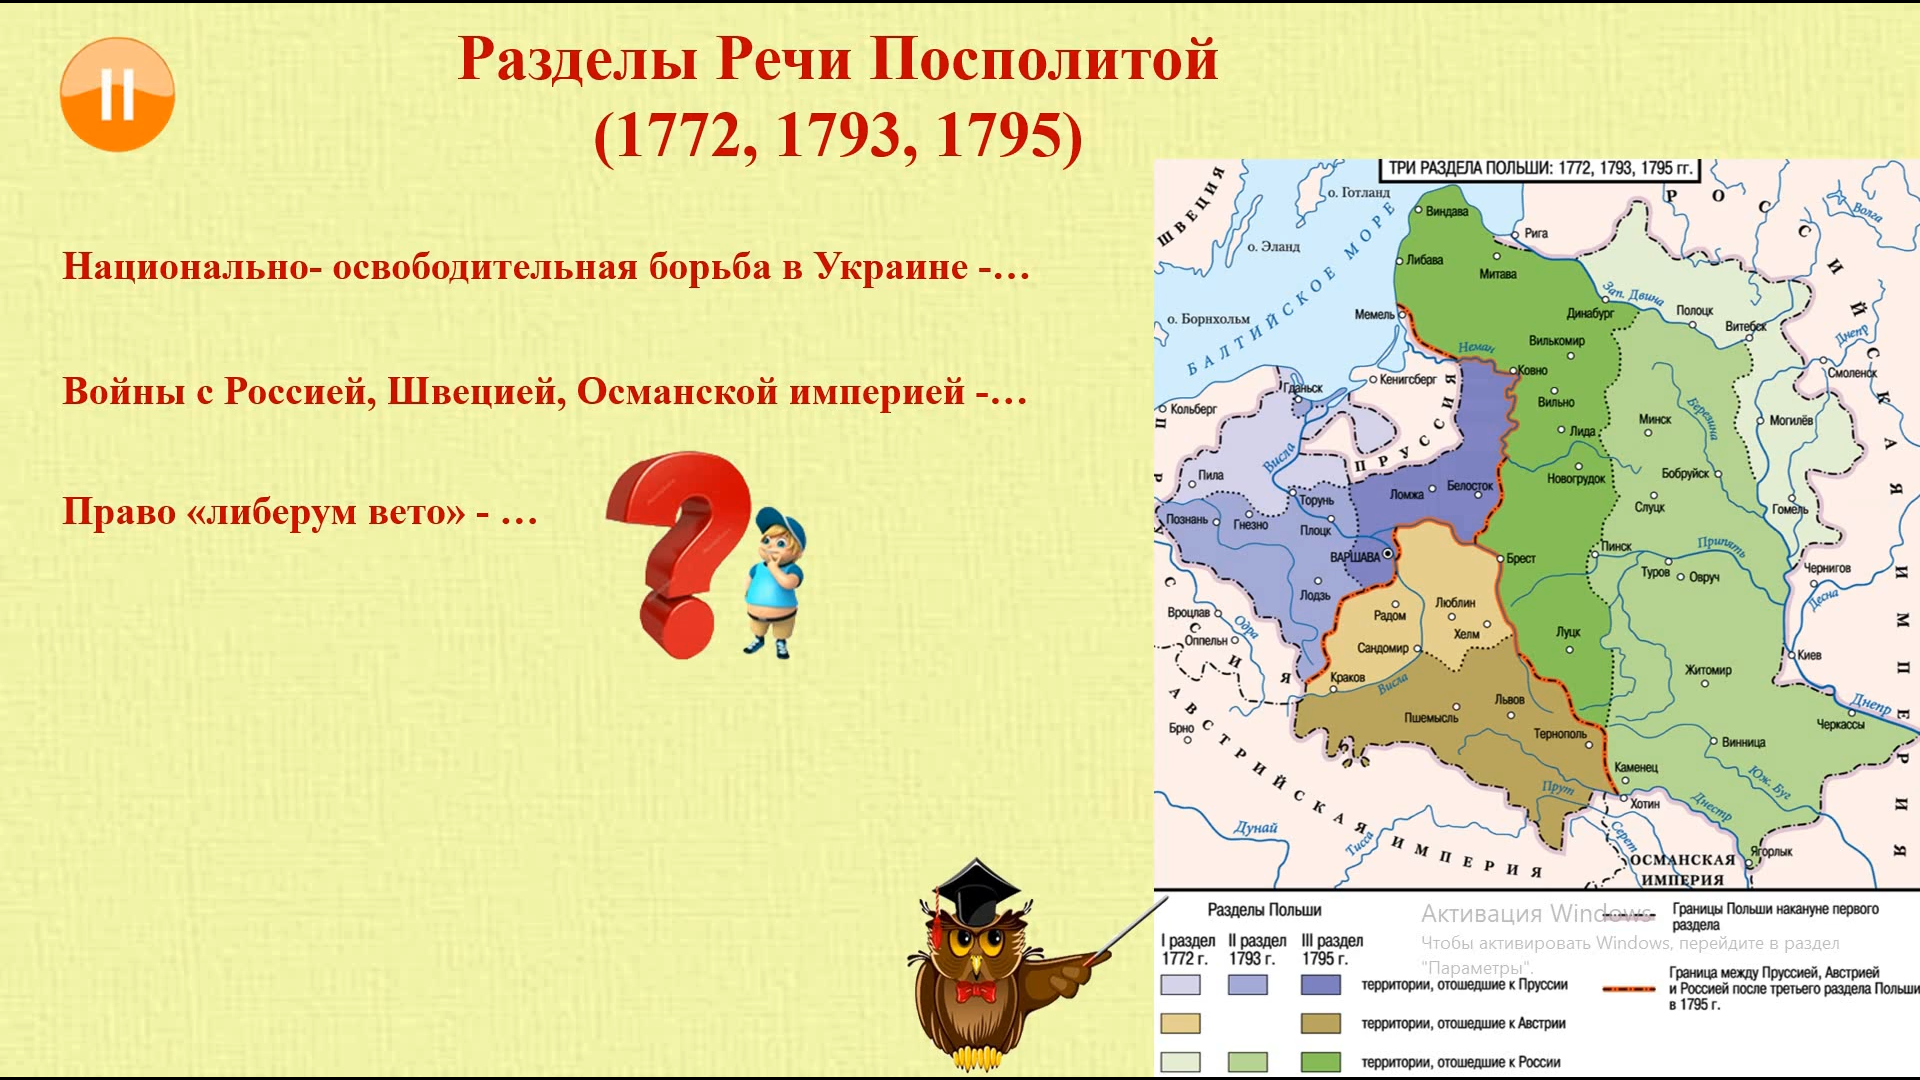 Разделы Речи Посполитой
(1772, 1793, 1795)
Национально- освободительная борьба в Украине -…
Войны с Россией, Швецией, Османской империей -…
Право «либерум вето» - …
ТРИ РАЗДЕЛА ПОЛЬШИ: 1772, 1793, 1795 гг.
ШВЕЦИЯ
о. Готланд
РОССИЙСКАЯ ИМПЕРИЯ
Волга
Виндава
Рига
о. Эланд
БАЛТИЙСКОЕ МОРЕ
Либава
Митава
Зап. Двина
Полоцк
Динабург
Витебск
Мемель
о. Борнхольм
Днепр
Вилькомир
Неман
Ковно
Смоленск
Гданьск
Кенигсберг
Кольберг
Вильно
Березина
Минск
Могилёв
Лида
ПРУССИЯ
Висла
Пила
Ломжа
Белосток
Новогрудок
Бобруйск
Торунь
Слуцк
Гомель
Познань
Гнезно
Плоцк
ВАРШАВА
Брест
Пинск
Припять
Туров
Овруч
Чернигов
Десна
Лодзь
Радом
Люблин
Вроцлав
Одра
Оппельн
Хелм
Луцк
Сандомир
Киев
Краков
Висла
Житомир
Львов
Пшемысль
Днепр
Черкассы
Брно
Тернополь
Винница
АВСТРИЙСКАЯ ИМПЕРИЯ
Каменец
Юж. Буг
Прут
Хотин
Днестр
Дунай
Тисса
Серет
Ягорлык
ОСМАНСКАЯ
ИМПЕРИЯ
Разделы Польши
I раздел
1772 г.
II раздел
1793 г.
III раздел
1795 г.
территории, отошедшие к Пруссии
территории, отошедшие к Австрии
территории, отошедшие к России
Границы Польши накануне первого
раздела
Граница между Пруссией, Австрией
и Россией после третьего раздела Польши
в 1795 г.
Активация Windows
Чтобы активировать Windows, перейдите в раздел
"Параметры".